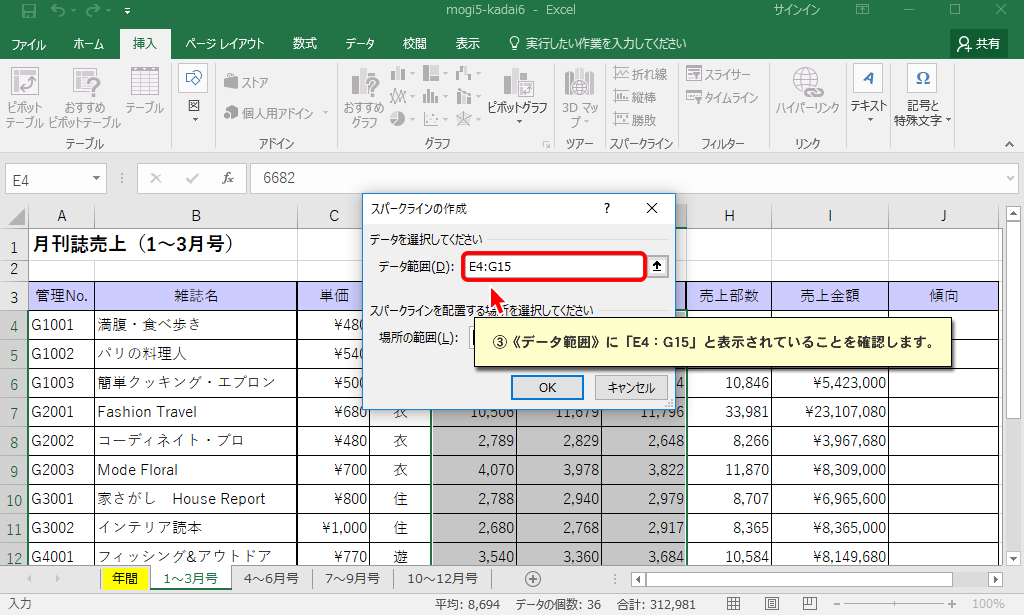 mogi5-kadai6 - Excel
サインイン
ファイル ホーム 挿入 ページ レイアウト 数式 データ 校閲 表示 実行したい作業を入力してください 共有
ピボットテーブル おすすめピボットテーブル テーブル 図 ストア 個人用アドイン おすすめグラフ ピボットグラフ 3D マップ 折れ線 縦棒 勝敗 スライサー タイムライン ハイパーリンク テキスト 記号と特殊文字
テーブル アドイン グラフ ツアー スパークライン フィルター リンク
E4 fx 6682
A B C H I J
1 月刊誌売上（1～3月号）
2
3 管理No. 雑誌名 単価 売上部数 売上金額 傾向
スパークラインの作成 ?
データを選択してください
データ範囲(D): E4:G15
スパークラインを配置する場所を選択してください
場所の範囲(L):
③《データ範囲》に「E4：G15」と表示されていることを確認します。
OK キャンセル
4 G1001 満腹・食べ歩き ¥480
5 G1002 パリの料理人 ¥540
6 G1003 簡単クッキング・エプロン ¥500 4 10,846 ¥5,423,000
7 G2001 Fashion Travel ¥680 衣 10,506 11,679 11,796 33,981 ¥23,107,080
8 G2002 コーディネイト・プロ ¥480 衣 2,789 2,829 2,648 8,266 ¥3,967,680
9 G2003 Mode Floral ¥700 衣 4,070 3,978 3,822 11,870 ¥8,309,000
10 G3001 家さがし　House Report ¥800 住 2,788 2,940 2,979 8,707 ¥6,965,600
11 G3002 インテリア読本 ¥1,000 住 2,680 2,768 2,917 8,365 ¥8,365,000
12 G4001 フィッシング&アウトドア ¥770 遊 3,540 3,360 3,684 10,584 ¥8,149,680
年間 1～3月号 4～6月号 7～9月号 10～12月号
入力 平均: 8,694 データの個数: 36 合計: 312,981 100%